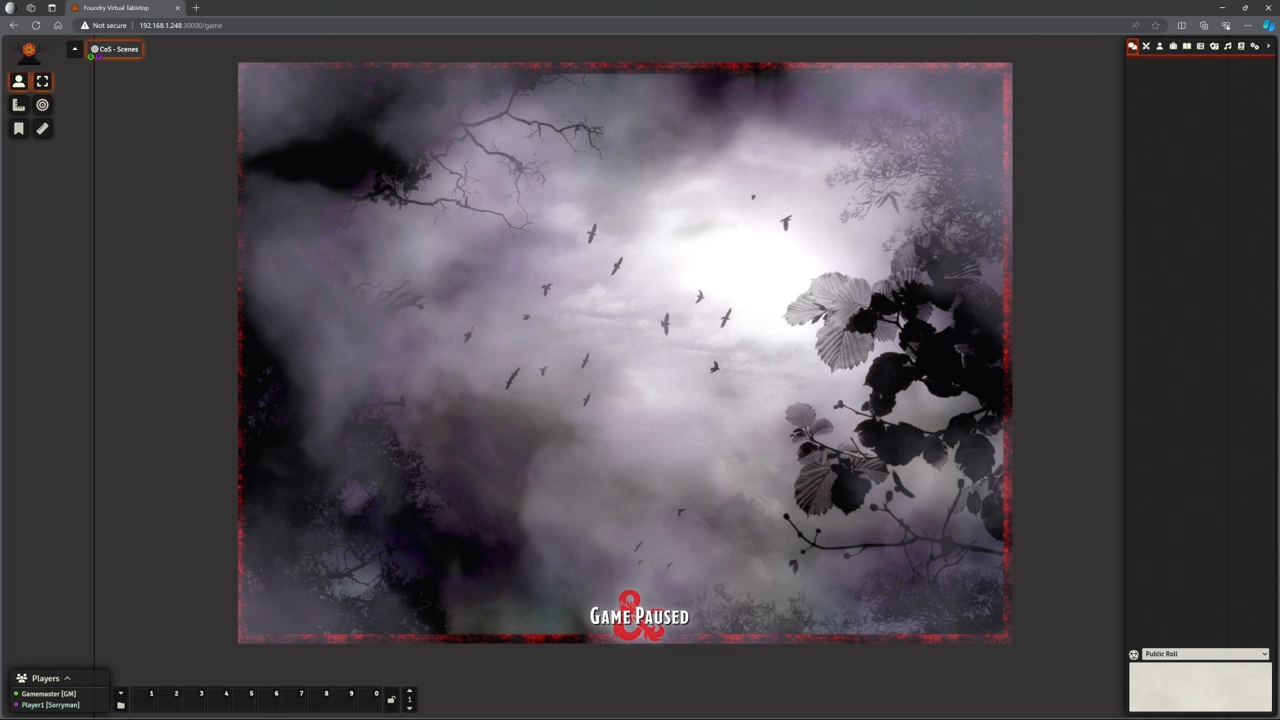 Foundry Virtual Tabletop
Not secure
192.168.1.248:30000/game
CoS - Scenes
G
P
Game Paused
Public Roll
Players
Gamemaster [GM]
Player1 [Sorryman]
1 2 3 4 5 6 7 8 9 0
1